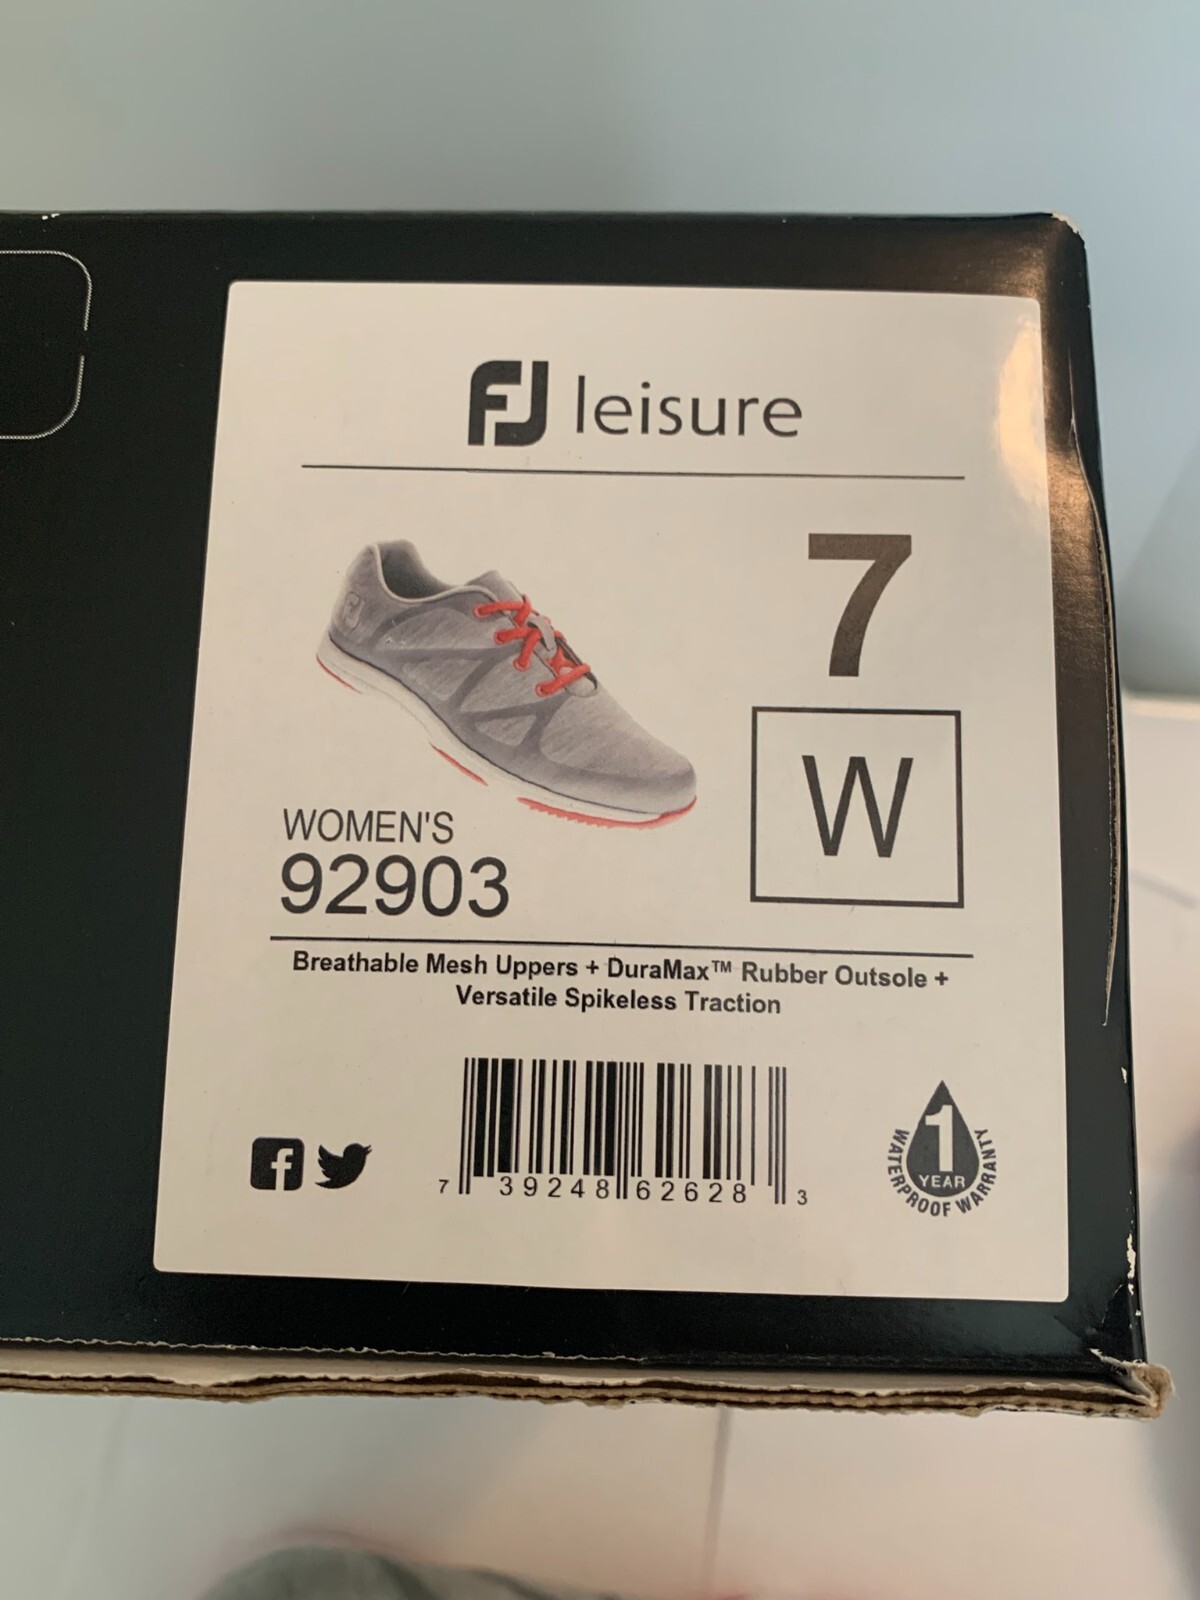 FJ leisure
7
W
WOMEN'S
92903
Breathable Mesh Uppers + DuraMax™ Rubber Outsole +
Versatile Spikeless Traction
f
7 39248 62628 3
1
YEAR
WATERPROOF WARRANTY